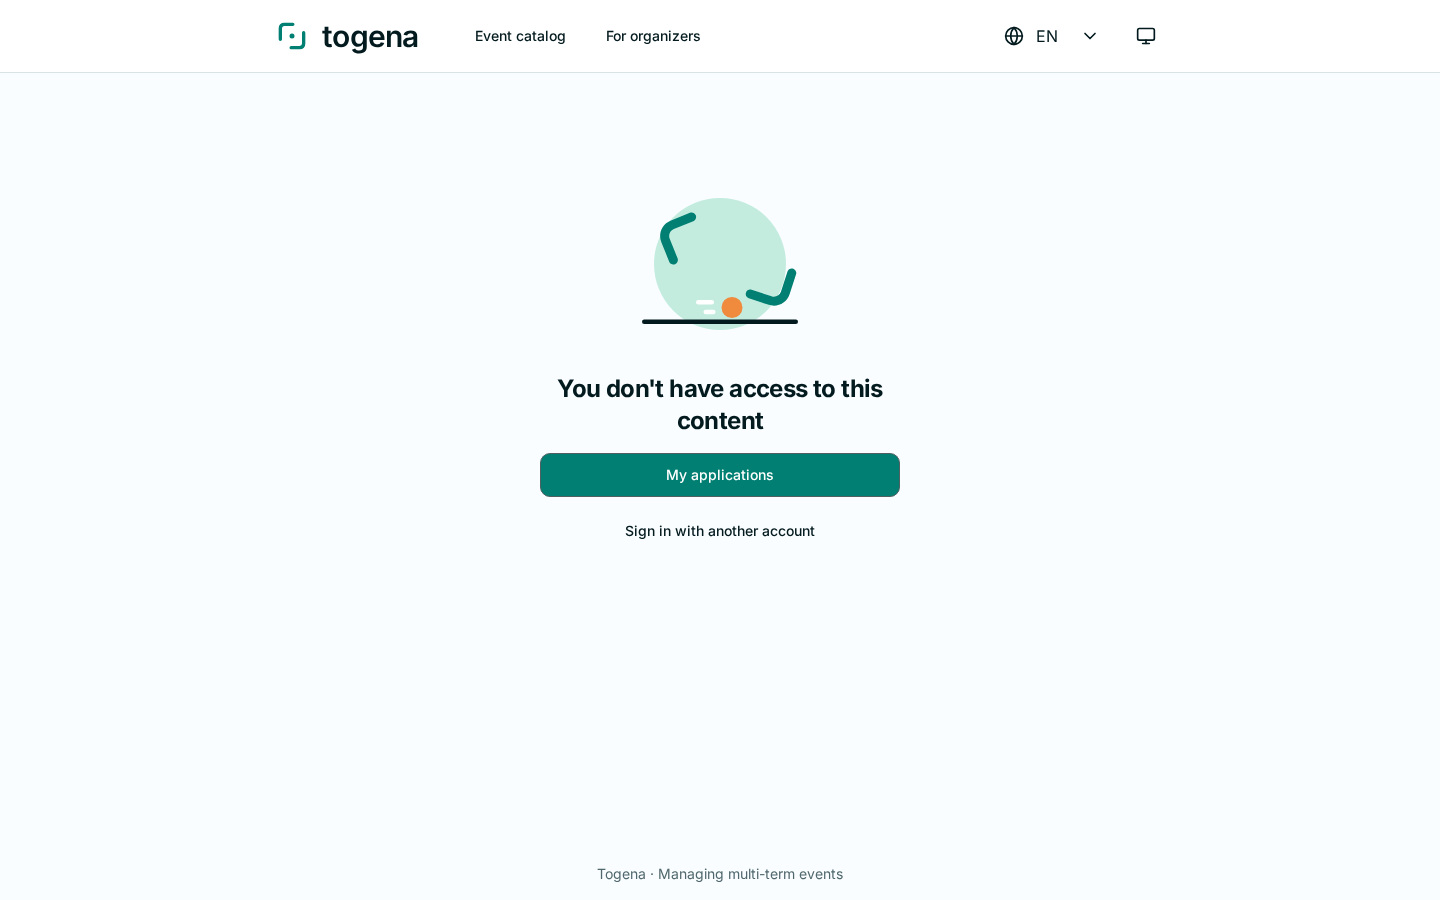 togena
Event catalog
For organizers
EN
You don't have access to this
content
My applications
Sign in with another account
Togena · Managing multi-term events